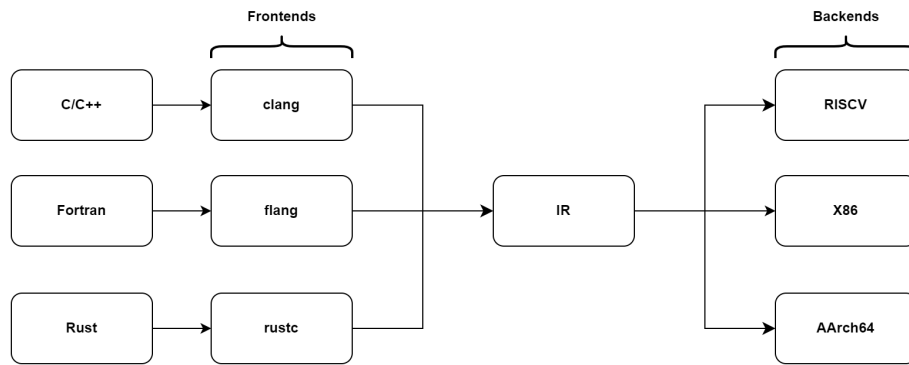 Frontends
Backends
C/C++
clang
RISCV
Fortran
flang
IR
X86
Rust
rustc
AArch64